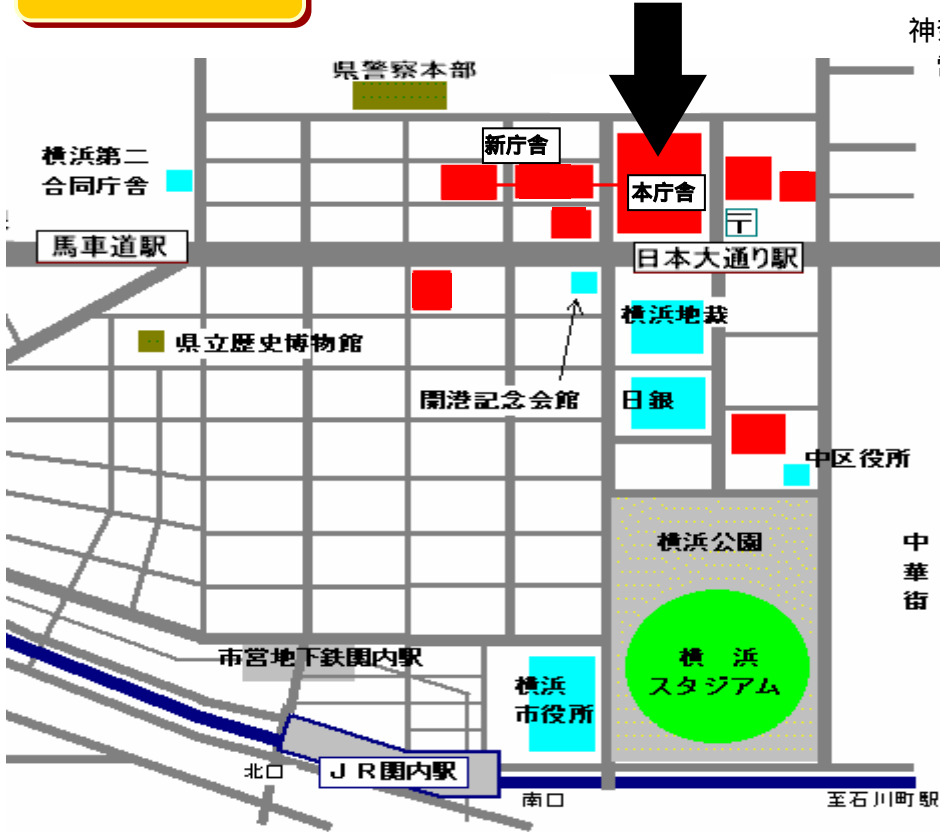 神
県警察本部
新庁舎
横浜第二
合同庁舎
本庁舎
〒
馬車道駅
日本大通り駅
横浜地裁
県立歴史博物館
開港記念会館
日銀
中区役所
横浜公園
中
華
街
市営地下鉄関内駅
横浜
スタジアム
横浜
市役所
北口
JR関内駅
南口
至石川町駅